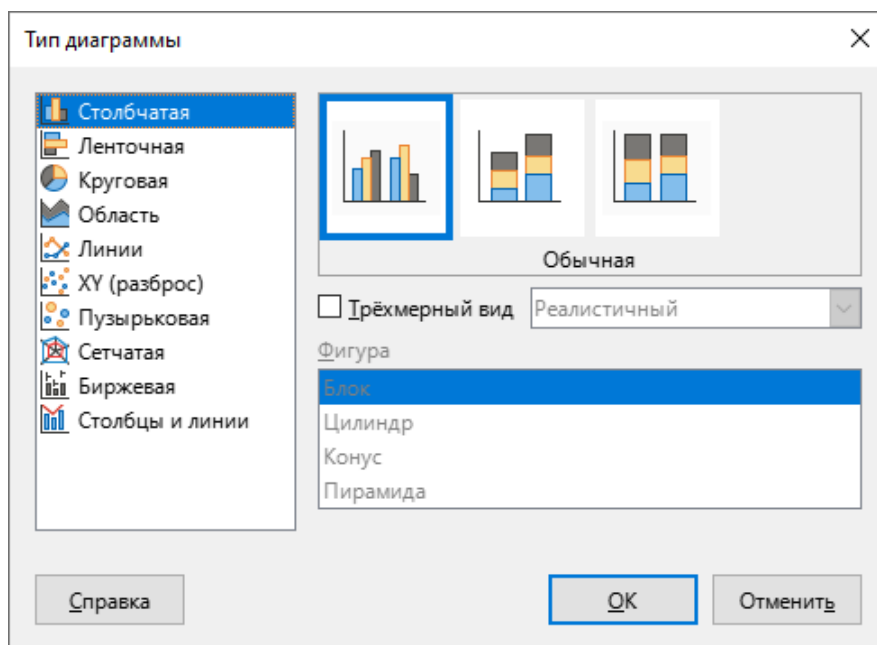 Тип диаграммы
Столбчатая
Ленточная
Круговая
Область
Линии
XY (разброс)
Пузырьковая
Сетчатая
Биржевая
Столбцы и линии
Обычная
Трёхмерный вид
Реалистичный
Фигура
Блок
Цилиндр
Конус
Пирамида
Справка
OK
Отменить